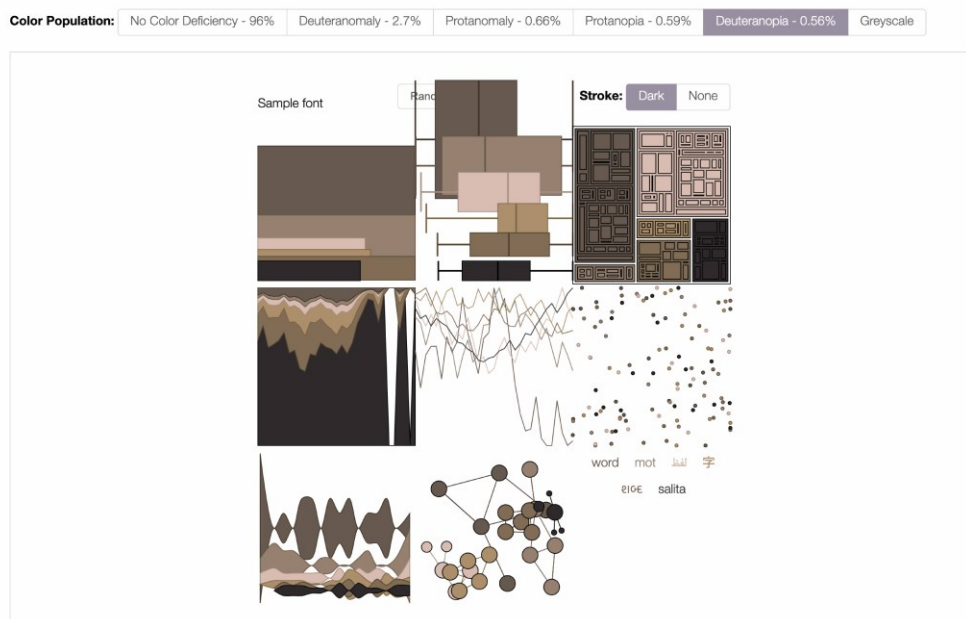 Color Population: No Color Deficiency - 96% Deuteranomaly - 2.7% Protanomaly - 0.66% Protanopia - 0.59% Deuteranopia - 0.56% Greyscale
Sample font
Stroke: Dark None
word mot 字
salita